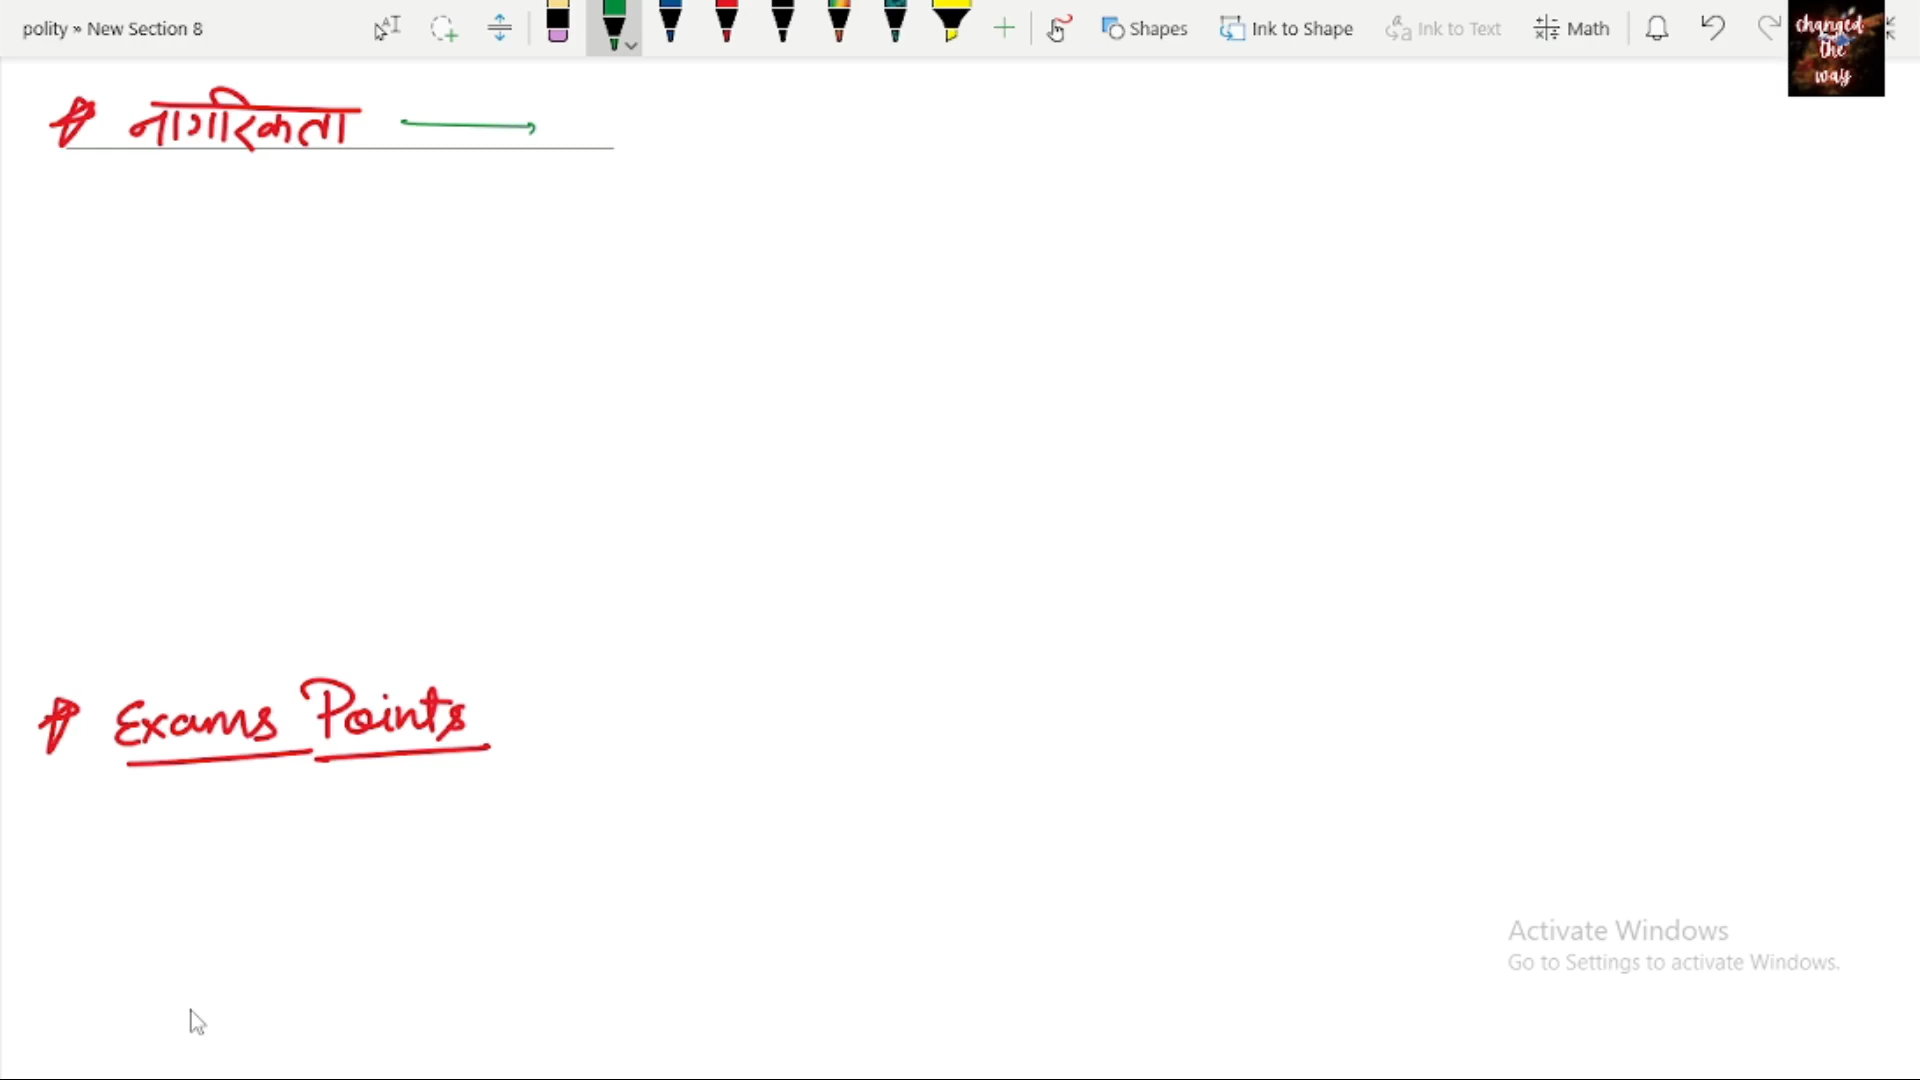 polity » New Section 8
Shapes
Ink to Shape
Ink to Text
Math
changed
the
way
नागरिकता
Exams Points
Activate Windows
Go to Settings to activate Windows.